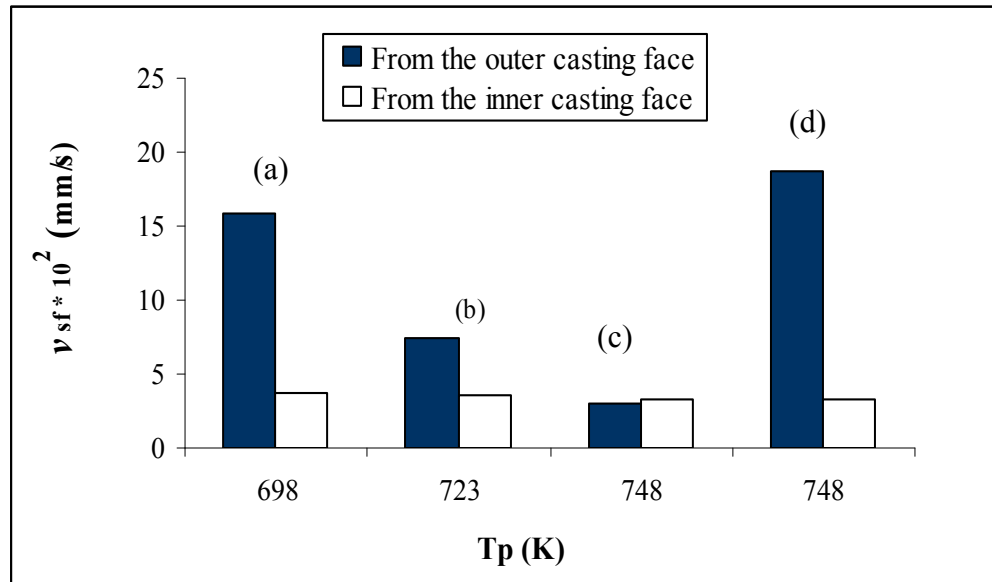 From the outer casting face
From the inner casting face
25
20
15
10
5
0
v sf * 10^2 (mm/s)
(a)
(b)
(c)
(d)
698 723 748 748
Tp (K)